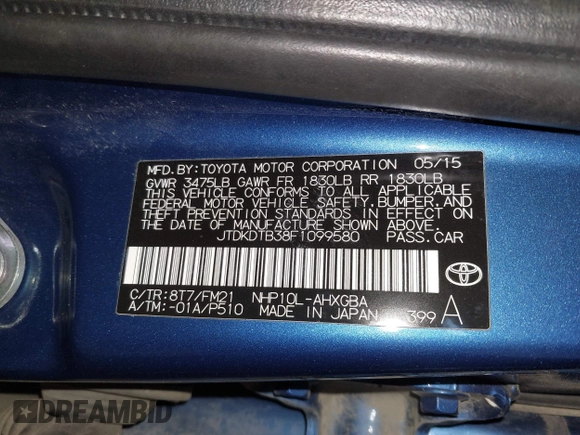 MFD.BY:TOYOTA MOTOR CORPORATION 05/15
GVWR 3475LB GAWR FR 1830LB RR 1830LB
THIS VEHICLE CONFORMS TO ALL APPLICABLE
FEDERAL MOTOR VEHICLE SAFETY,BUMPER,AND
THEFT PREVENTION STANDARDS IN EFFECT ON
THE DATE OF MANUFACTURE SHOWN ABOVE.
JTDKDTB38F1099580 PASS.CAR
C/TR:8T7/FM21 NHP10L-AHXGBA
A/TM:-01A/P510 MADE IN JAPAN 399 A
TOYOTA
DREAMBID